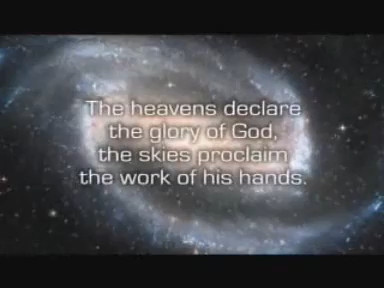 The heavens declare
the glory of God,
the skies proclaim
the work of his hands.